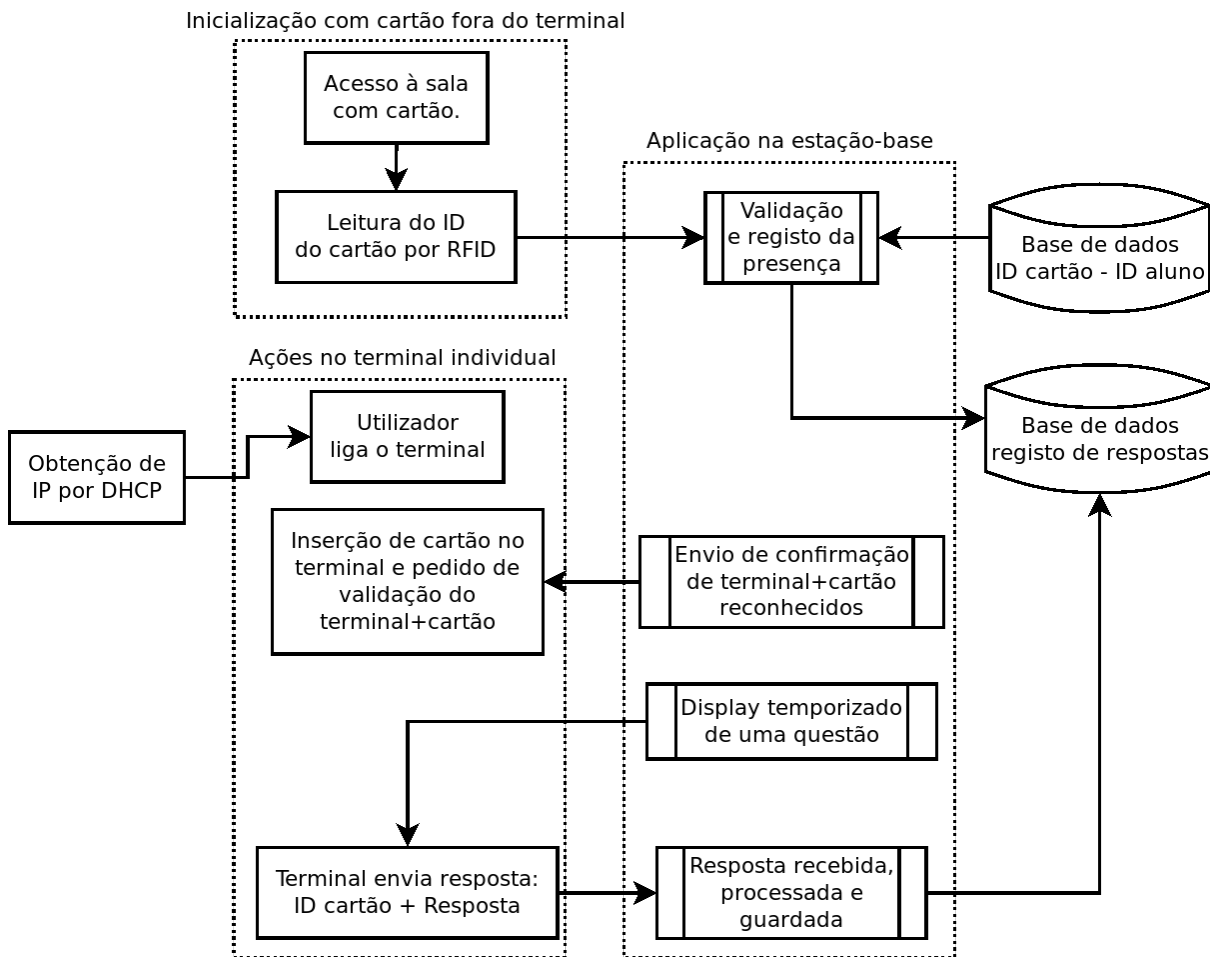 Inicialização com cartão fora do terminal
Acesso à sala
com cartão.
Leitura do ID
do cartão por RFID
Aplicação na estação-base
Validação
e registo da
presença
Base de dados
ID cartão - ID aluno
Base de dados
registo de respostas
Ações no terminal individual
Utilizador
liga o terminal
Obtenção de
IP por DHCP
Inserção de cartão no
terminal e pedido de
validação do
terminal+cartão
Envio de confirmação
de terminal+cartão
reconhecidos
Display temporizado
de uma questão
Terminal envia resposta:
ID cartão + Resposta
Resposta recebida,
processada e
guardada